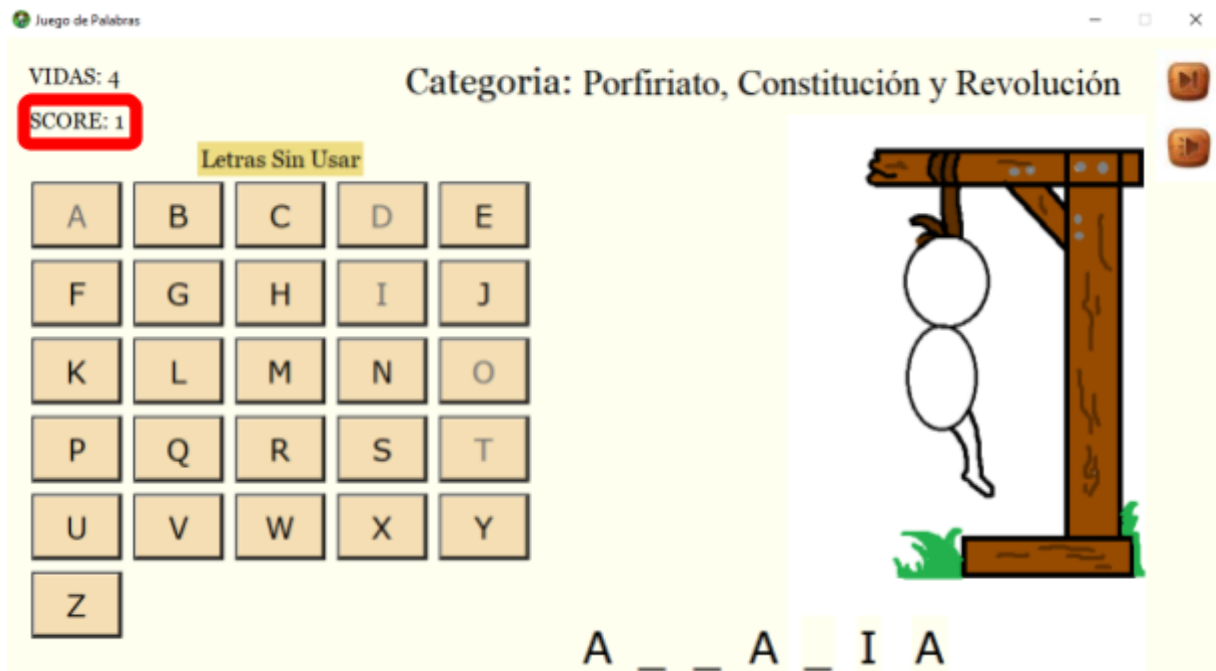 Juego de Palabras
VIDAS: 4
Categoria: Porfiriato, Constitución y Revolución
SCORE: 1
Letras Sin Usar
A B C D E
F G H I J
K L M N O
P Q R S T
U V W X Y
Z
A _ _ A _ I A